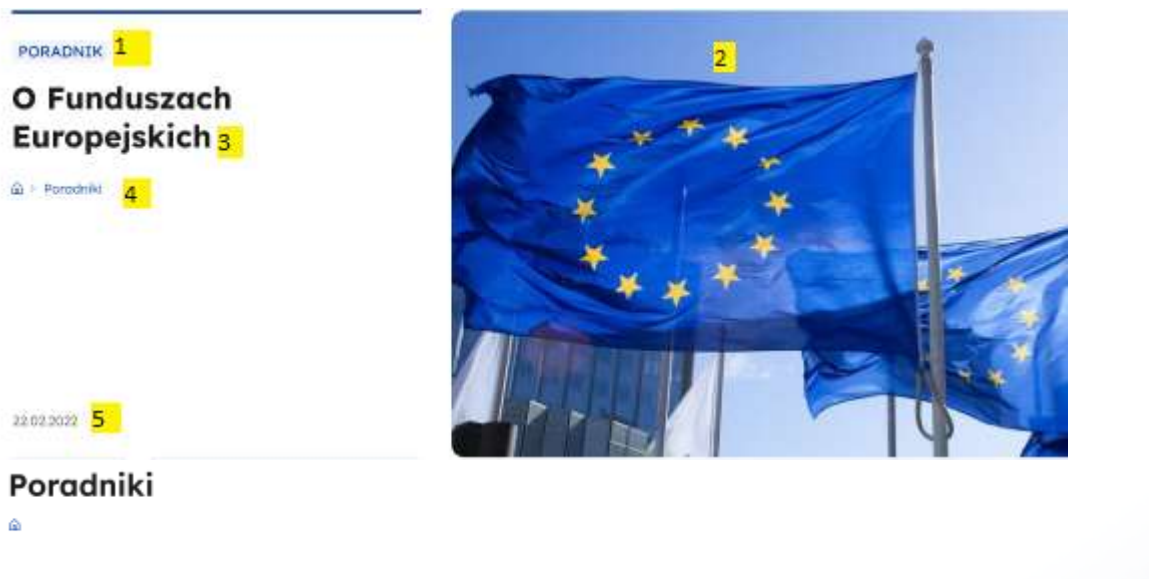 PORADNIK 1
2
O Funduszach
Europejskich 3
> Poradniki 4
22.02.2022 5
Poradniki